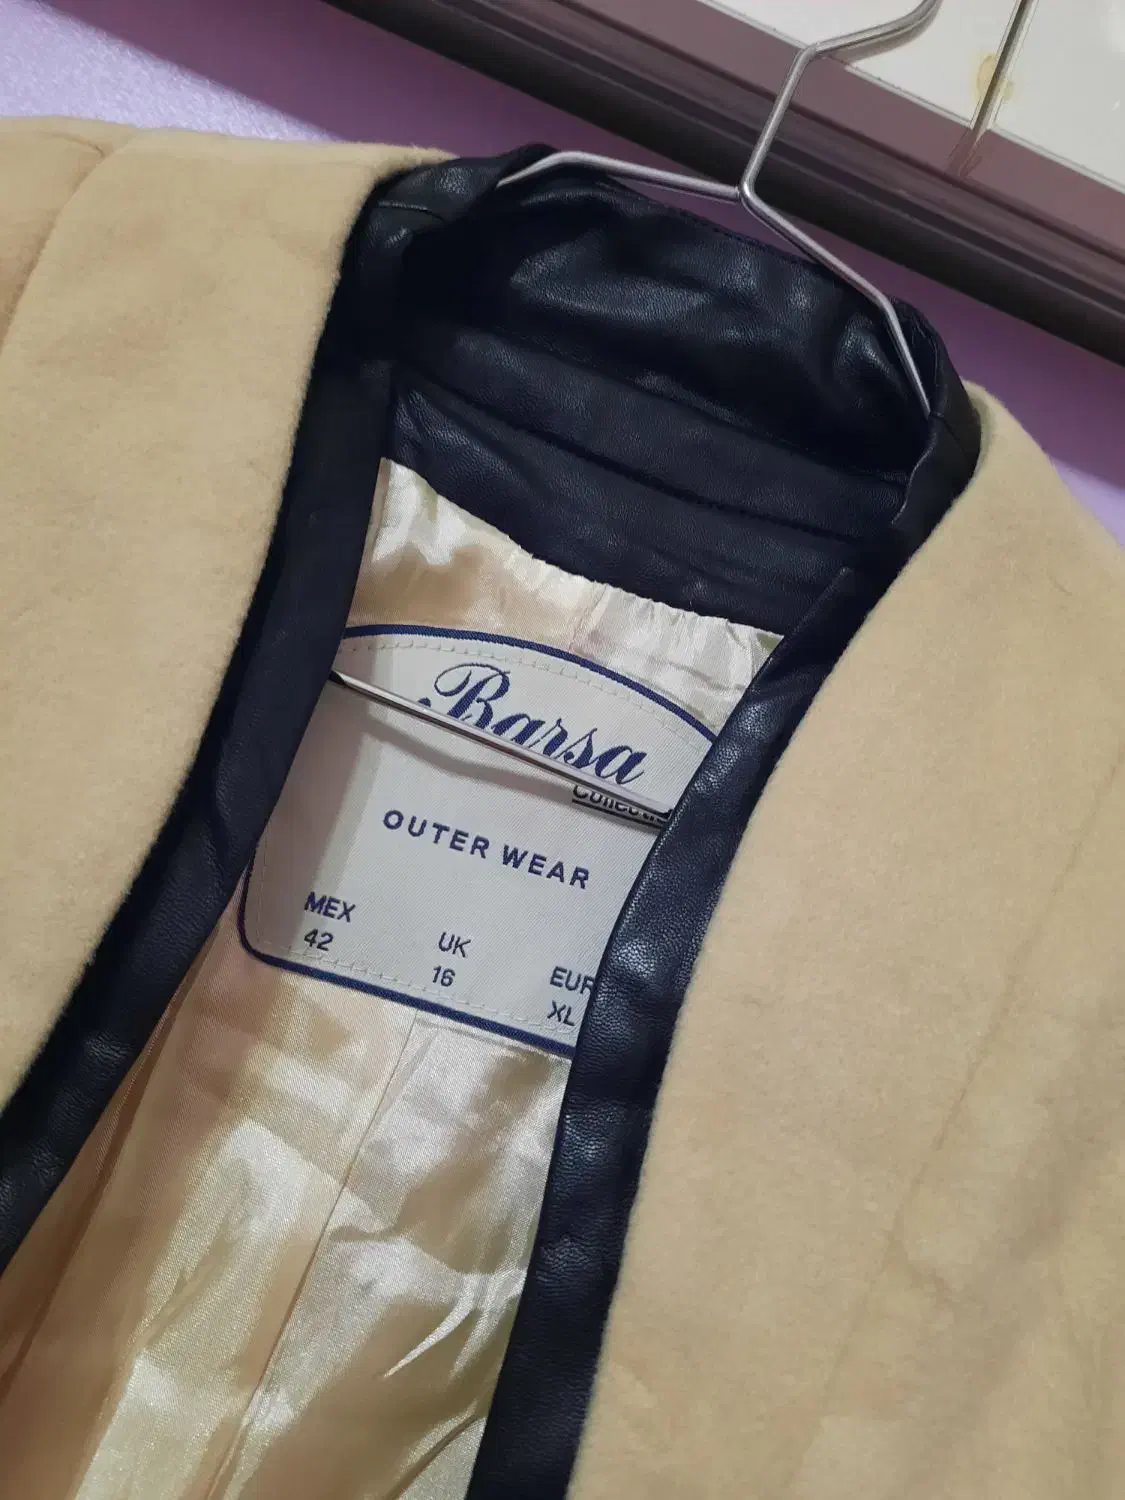 Barsa
OUTER WEAR
MEX
42
UK
16
EUR
XL